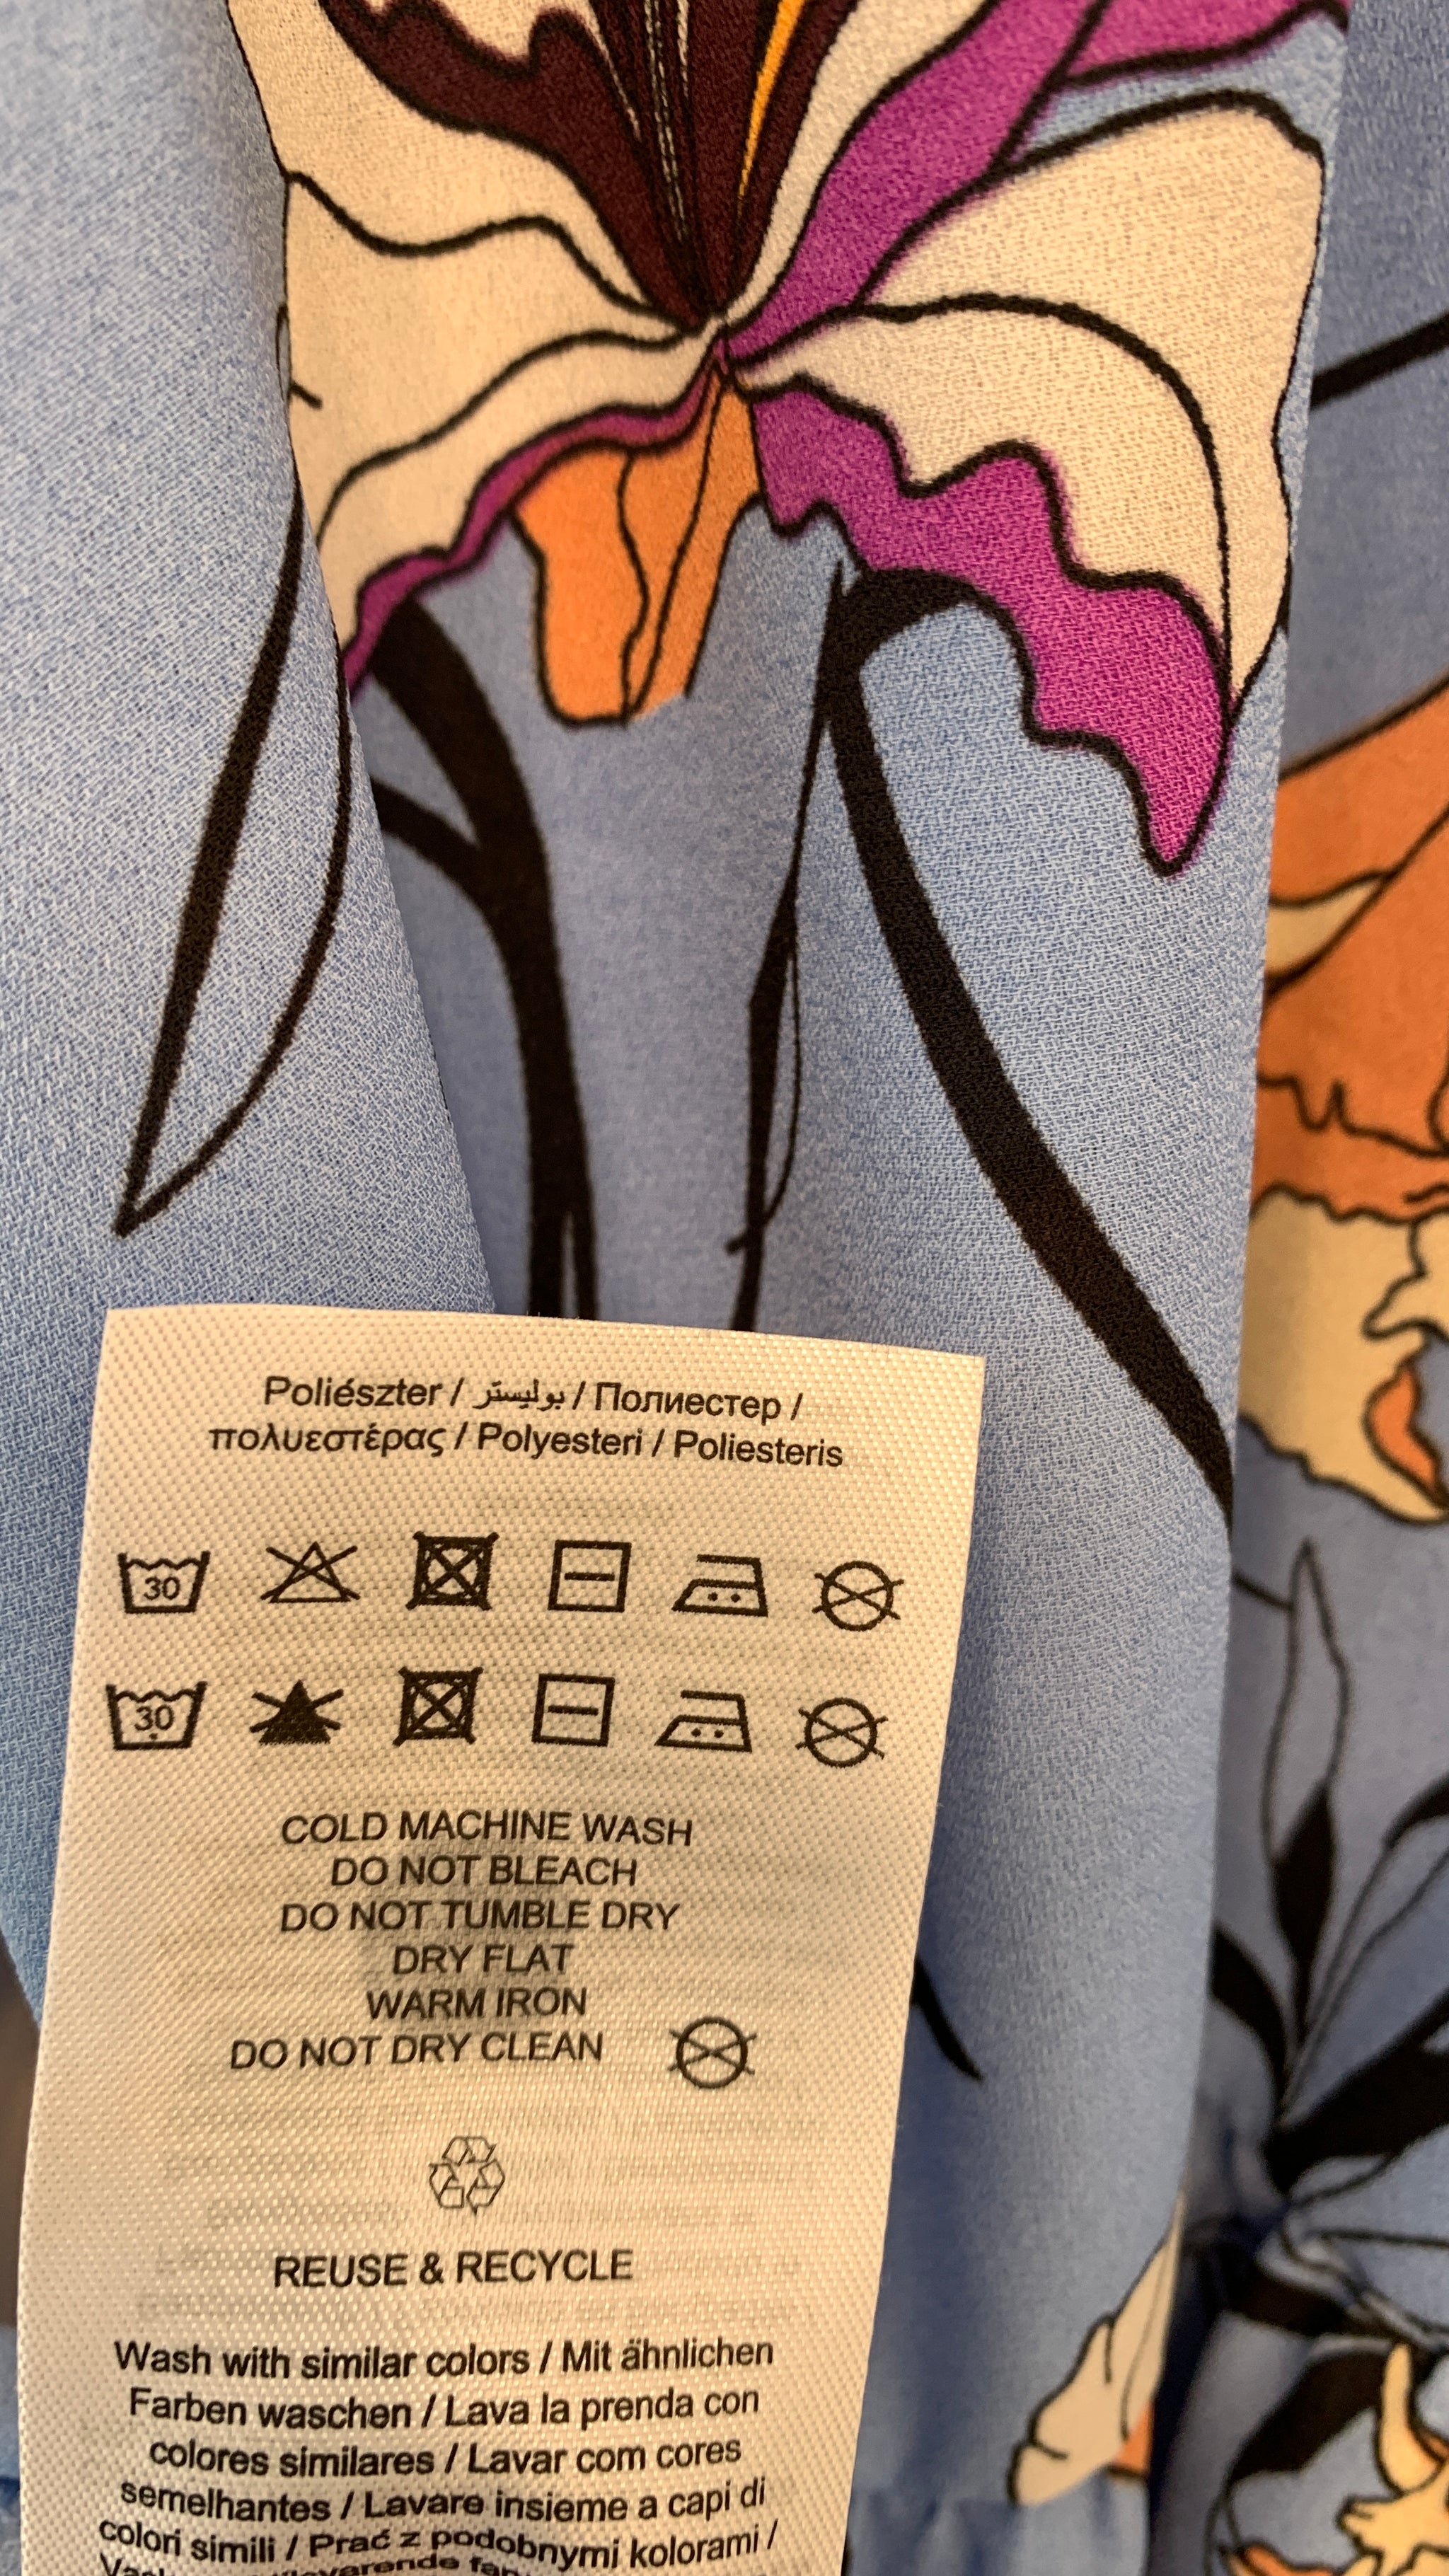 Poliészter / بوليستر / Полиестер /
πολυεστέρας / Polyesteri / Poliesteris
30
30
COLD MACHINE WASH
DO NOT BLEACH
DO NOT TUMBLE DRY
DRY FLAT
WARM IRON
DO NOT DRY CLEAN
REUSE & RECYCLE
Wash with similar colors / Mit ähnlichen
Farben waschen / Lava la prenda con
colores similares / Lavar com cores
semelhantes / Lavare insieme a capi di
colori simili / Prać z podobnymi kolorami /